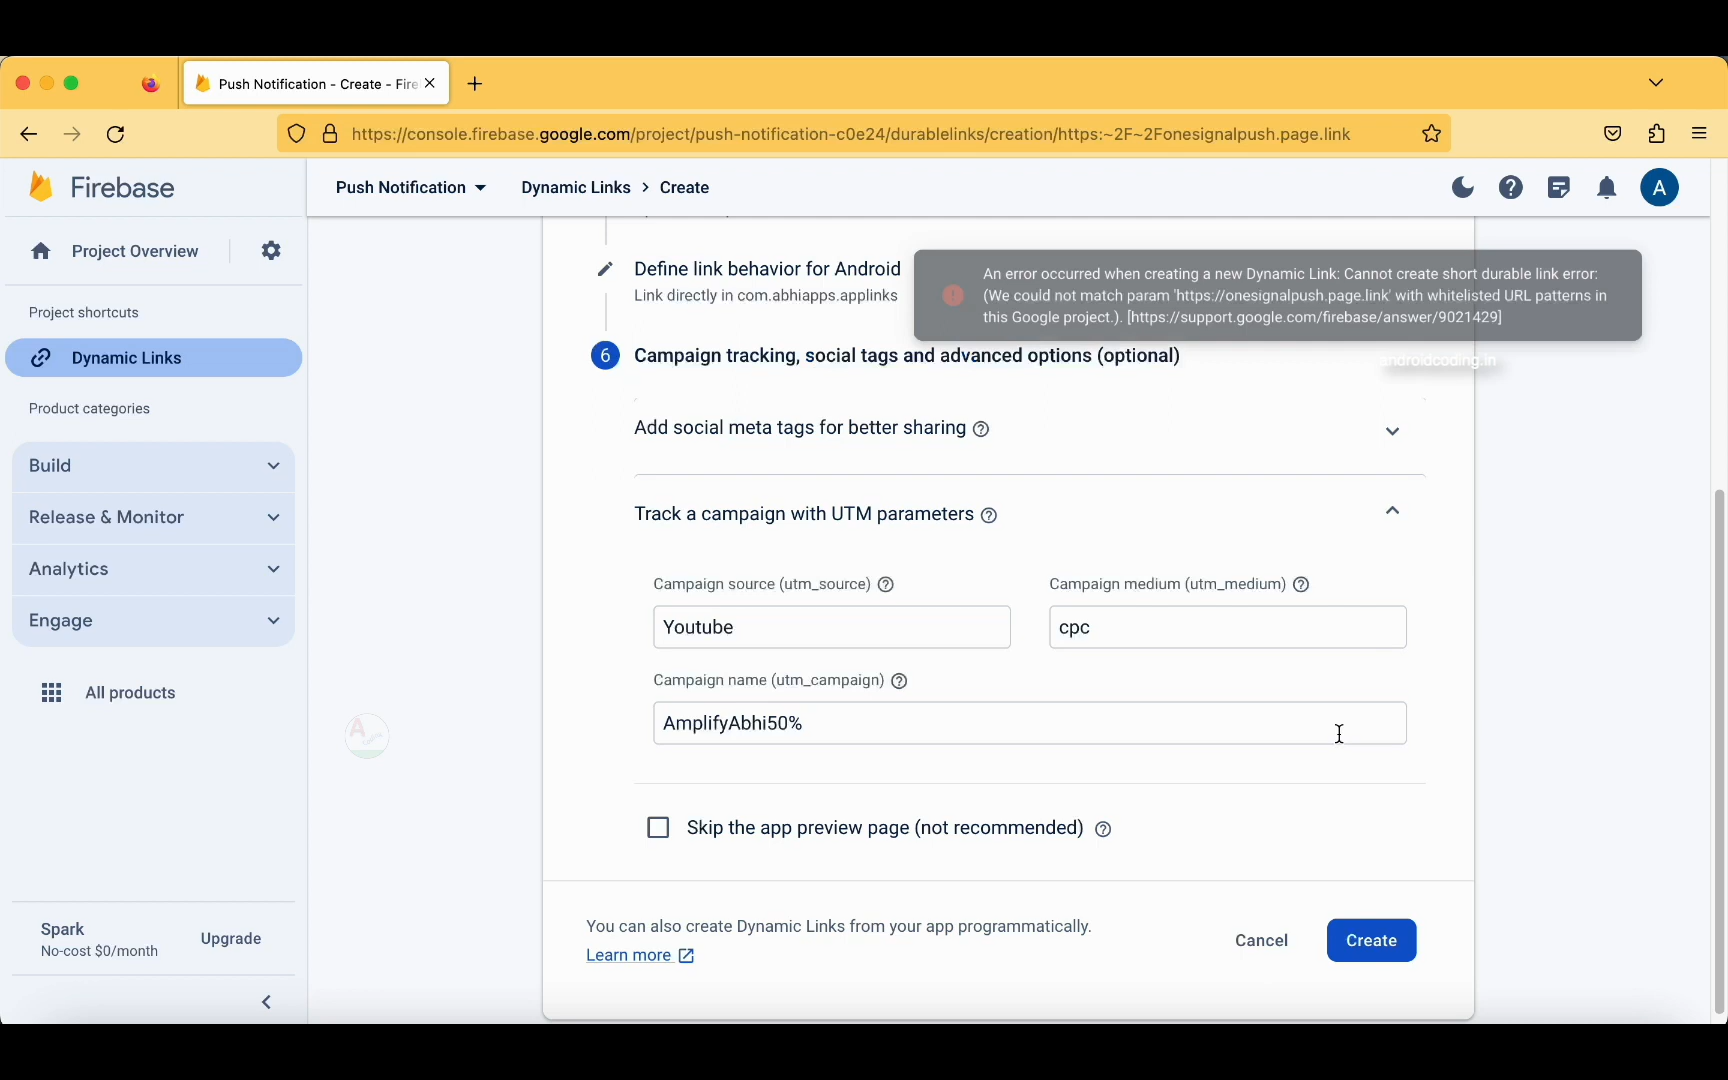 Push Notification - Create - Fire
https://console.firebase.google.com/project/push-notification-c0e24/durablelinks/creation/https:~2F~2Fonesignalpush.page.link
Firebase
Push Notification
Dynamic Links > Create
A
Project Overview
Project shortcuts
Dynamic Links
Product categories
Build
Release & Monitor
Analytics
Engage
All products
Spark
No-cost $0/month
Upgrade
Define link behavior for Android
Link directly in com.abhiapps.applinks
An error occurred when creating a new Dynamic Link: Cannot create short durable link error:
(We could not match param 'https://onesignalpush.page.link' with whitelisted URL patterns in
this Google project.). [https://support.google.com/firebase/answer/9021429]
androidcoding.in
6 Campaign tracking, social tags and advanced options (optional)
Add social meta tags for better sharing
Track a campaign with UTM parameters
Campaign source (utm_source)
Campaign medium (utm_medium)
Youtube
cpc
Campaign name (utm_campaign)
AmplifyAbhi50%
Skip the app preview page (not recommended)
You can also create Dynamic Links from your app programmatically.
Learn more
Cancel
Create